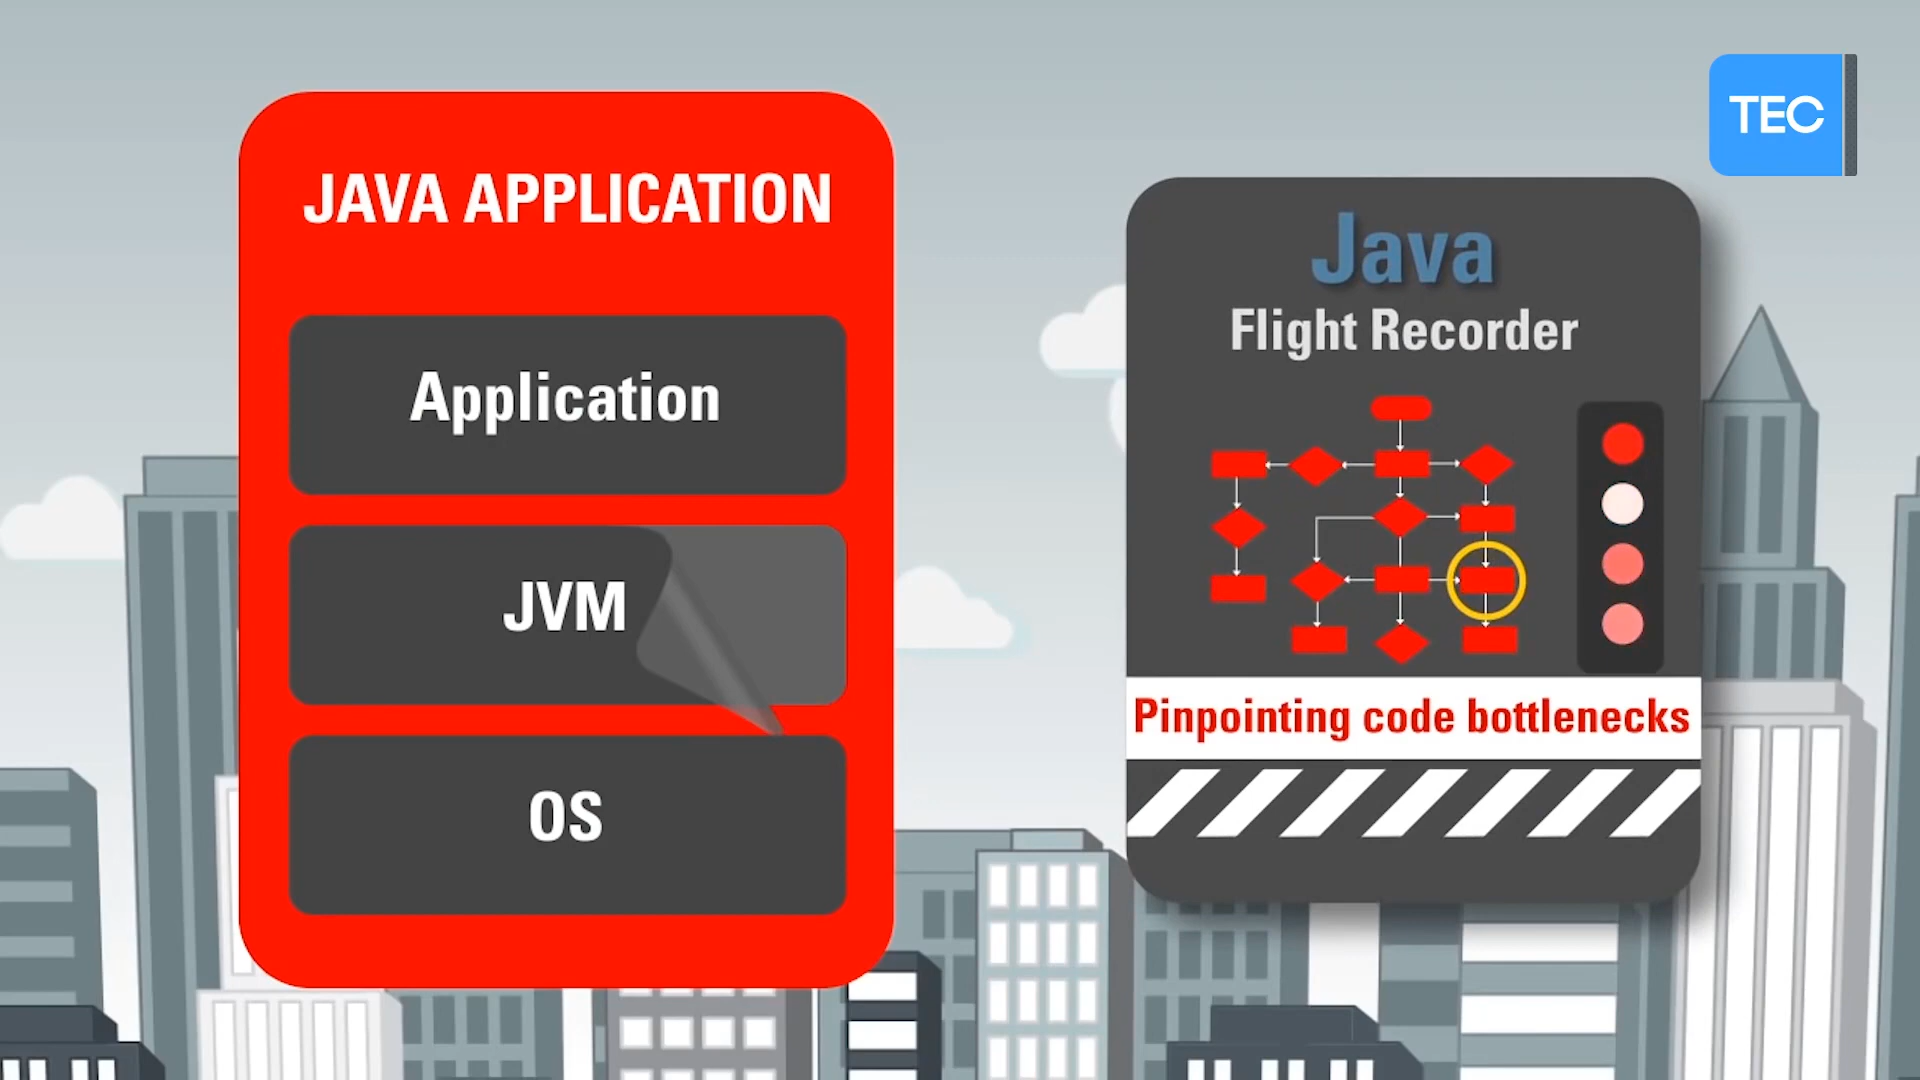 JAVA APPLICATION
Application
JVM
OS
TEC
Java
Flight Recorder
Pinpointing code bottlenecks